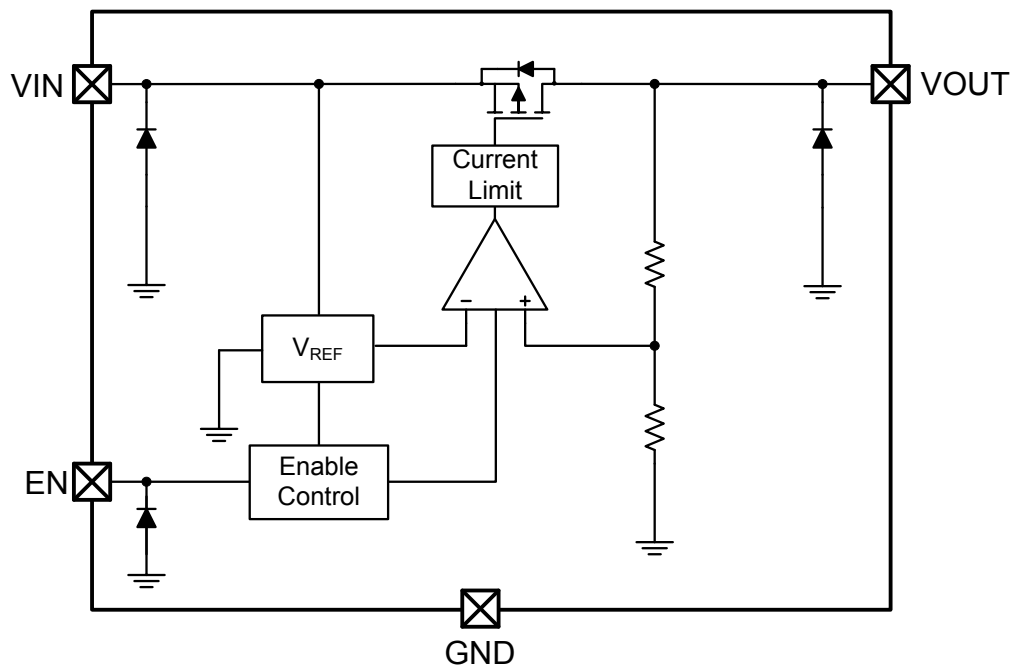 VIN
VOUT
Current
Limit
- +
VREF
EN
Enable
Control
GND